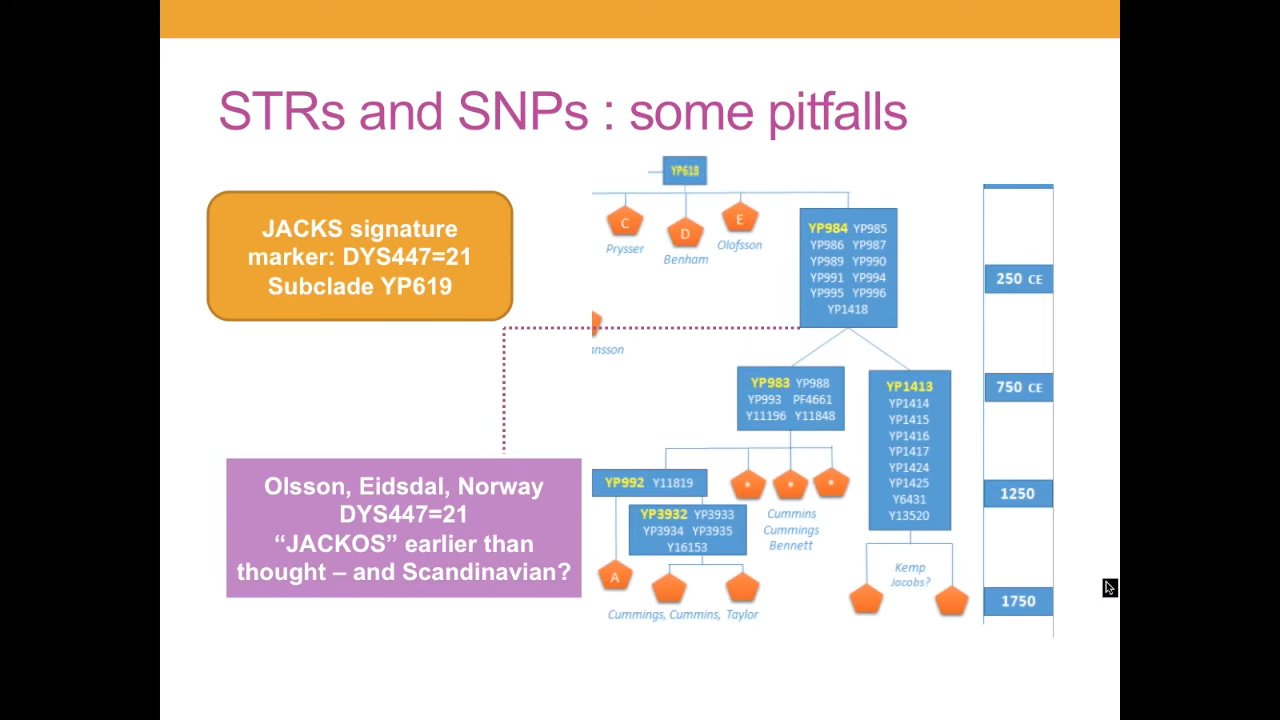 STRs and SNPs : some pitfalls
JACKS signature
marker: DYS447=21
Subclade YP619
YP618
C
Prysser
D
Benham
E
Olofsson
nsson
YP984 YP985
YP986 YP987
YP989 YP990
YP991 YP994
YP995 YP996
YP1418
YP983 YP988
YP993 PF4661
Y11196 Y11848
YP1413
YP1414
YP1415
YP1416
YP1417
YP1424
YP1425
Y6431
Y13520
YP992 Y11819
YP3932 YP3933
YP3934 YP3935
Y16153
* * *
Cummins
Cummings
Bennett
A
Cummings, Cummins, Taylor
Kemp
Jacobs?
250 CE
750 CE
1250
1750
Olsson, Eidsdal, Norway
DYS447=21
“JACKOS” earlier than
thought – and Scandinavian?